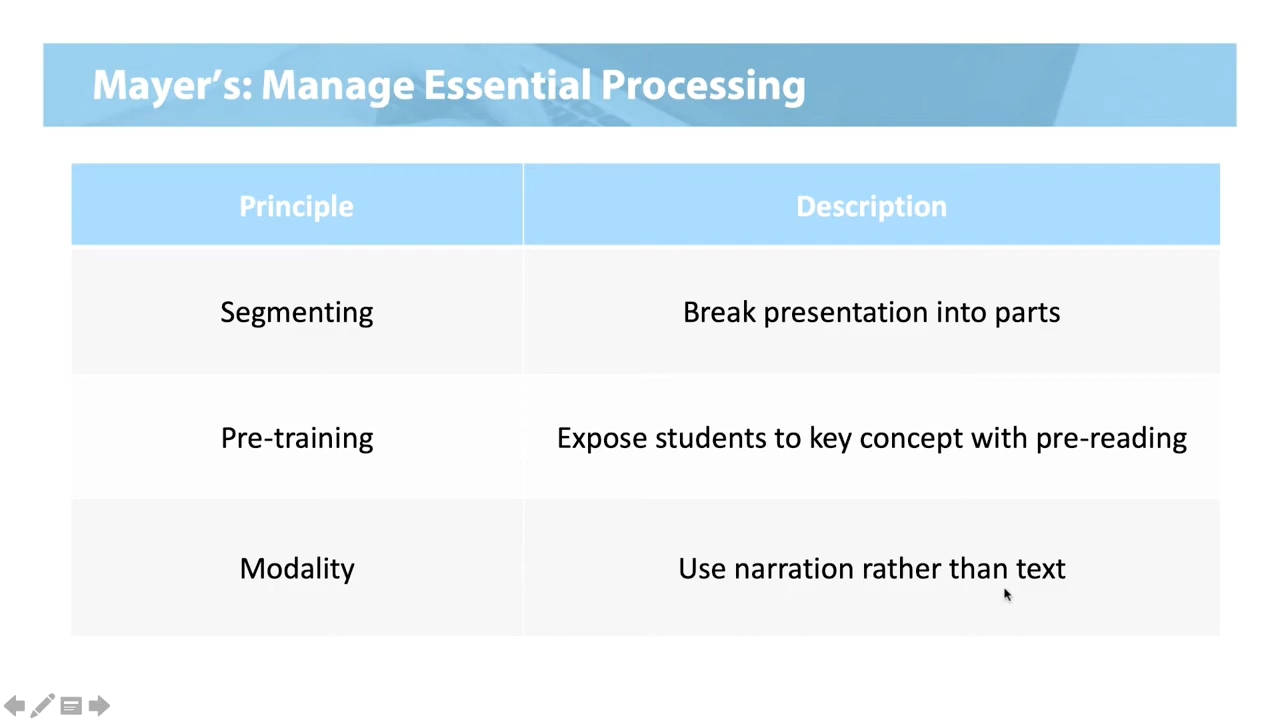 Mayer’s: Manage Essential Processing
Principle
Description
Segmenting
Break presentation into parts
Pre-training
Expose students to key concept with pre-reading
Modality
Use narration rather than text